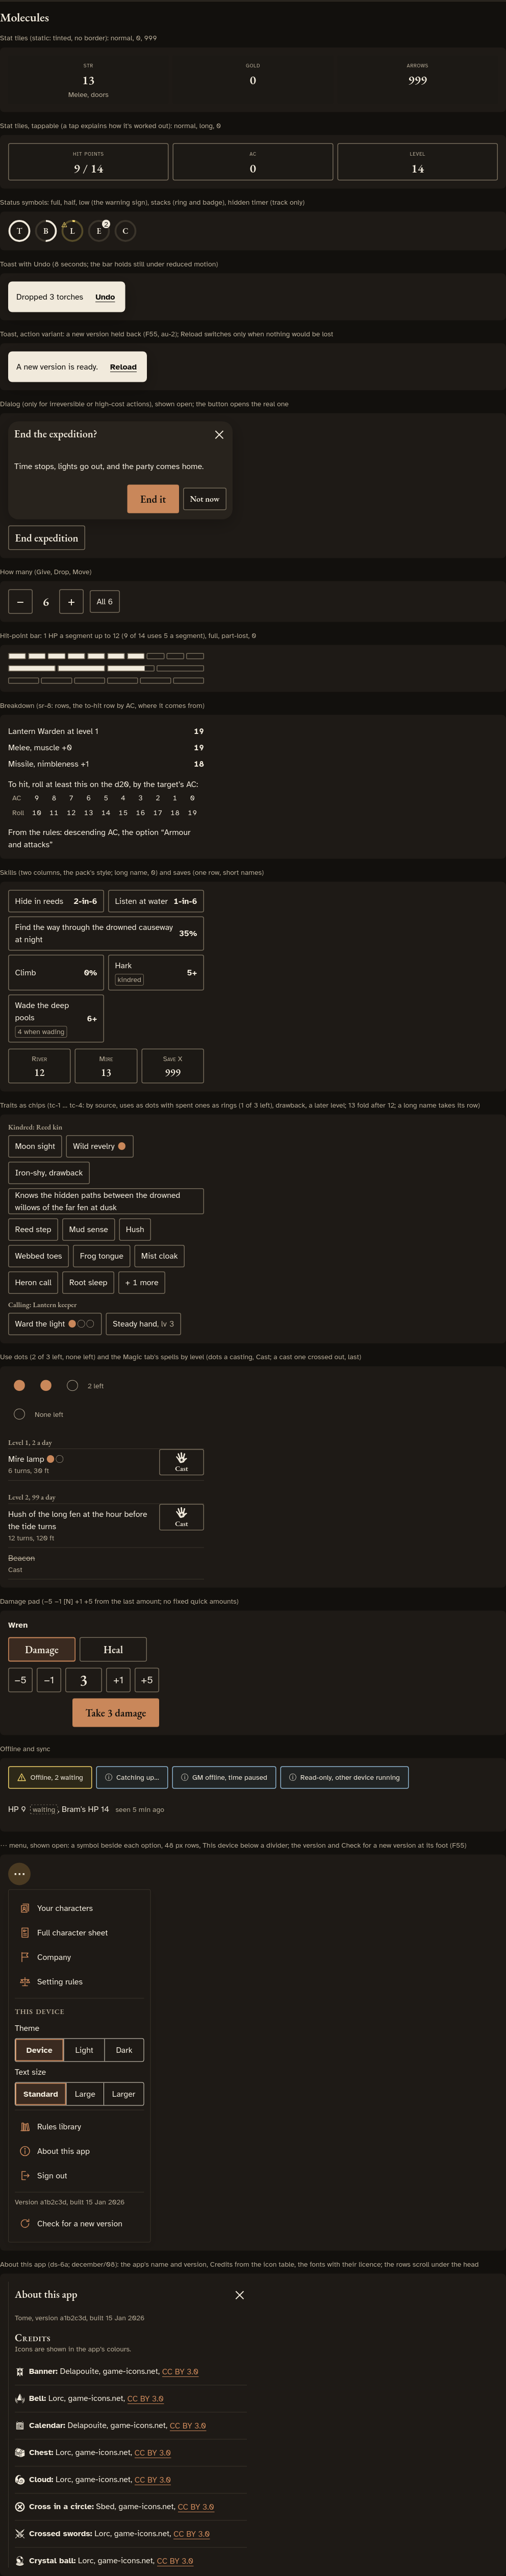 Molecules
Stat tiles (static: tinted, no border): normal, 0, 999
STR
13
Melee, doors
GOLD
0
ARROWS
999
Stat tiles, tappable (a tap explains how it's worked out): normal, long, 0
HIT POINTS
9 / 14
AC
0
LEVEL
14
Status symbols: full, half, low (the warning sign), stacks (ring and badge), hidden timer (track only)
T
B
L
E
2
C
Toast with Undo (8 seconds; the bar holds still under reduced motion)
Dropped 3 torches Undo
Toast, action variant: a new version held back (F55, au-2); Reload switches only when nothing would be lost
A new version is ready. Reload
Dialog (only for irreversible or high-cost actions), shown open; the button opens the real one
End the expedition?
Time stops, lights go out, and the party comes home.
End it
Not now
End expedition
How many (Give, Drop, Move)
− 6 + All 6
Hit-point bar: 1 HP a segment up to 12 (9 of 14 uses 5 a segment), full, part-lost, 0
Breakdown (sr-8: rows, the to-hit row by AC, where it comes from)
Lantern Warden at level 1 19
Melee, muscle +0 19
Missile, nimbleness +1 18
To hit, roll at least this on the d20, by the target's AC:
AC 9 8 7 6 5 4 3 2 1 0
Roll 10 11 12 13 14 15 16 17 18 19
From the rules: descending AC, the option “Armour
and attacks”
Skills (two columns, the pack's style; long name, 0) and saves (one row, short names)
Hide in reeds 2-in-6
Listen at water 1-in-6
Find the way through the drowned causeway
at night
35%
Climb 0%
Hark
kindred
5+
Wade the deep
pools
4 when wading
6+
River
12
Mire
13
Save X
999
Traits as chips (tc-1 … tc-4: by source, uses as dots with spent ones as rings (1 of 3 left), drawback, a later level; 13 fold after 12; a long name takes its row)
Kindred: Reed kin
Moon sight
Wild revelry
Iron-shy, drawback
Knows the hidden paths between the drowned
willows of the far fen at dusk
Reed step
Mud sense
Hush
Webbed toes
Frog tongue
Mist cloak
Heron call
Root sleep
+ 1 more
Calling: Lantern keeper
Ward the light
Steady hand, lv 3
Use dots (2 of 3 left, none left) and the Magic tab's spells by level (dots a casting, Cast; a cast one crossed out, last)
2 left
None left
Level 1, 2 a day
Mire lamp
6 turns, 30 ft
Cast
Level 2, 99 a day
Hush of the long fen at the hour before
the tide turns
12 turns, 120 ft
Cast
Beacon
Cast
Damage pad (−5 −1 [N] +1 +5 from the last amount; no fixed quick amounts)
Wren
Damage
Heal
−5 −1 3 +1 +5
Take 3 damage
Offline and sync
Offline, 2 waiting
Catching up…
GM offline, time paused
Read-only, other device running
HP 9 waiting, Bram's HP 14 seen 5 min ago
⋯ menu, shown open: a symbol beside each option, 48 px rows, This device below a divider; the version and Check for a new version at its foot (F55)
Your characters
Full character sheet
Company
Setting rules
THIS DEVICE
Theme
Device Light Dark
Text size
Standard Large Larger
Rules library
About this app
Sign out
Version a1b2c3d, built 15 Jan 2026
Check for a new version
About this app (ds-6a; december/08): the app's name and version, Credits from the icon table, the fonts with their licence; the rows scroll under the head
About this app
Tome, version a1b2c3d, built 15 Jan 2026
Credits
Icons are shown in the app's colours.
Banner: Delapouite, game-icons.net, CC BY 3.0
Bell: Lorc, game-icons.net, CC BY 3.0
Calendar: Delapouite, game-icons.net, CC BY 3.0
Chest: Lorc, game-icons.net, CC BY 3.0
Cloud: Lorc, game-icons.net, CC BY 3.0
Cross in a circle: Sbed, game-icons.net, CC BY 3.0
Crossed swords: Lorc, game-icons.net, CC BY 3.0
Crystal ball: Lorc, game-icons.net, CC BY 3.0